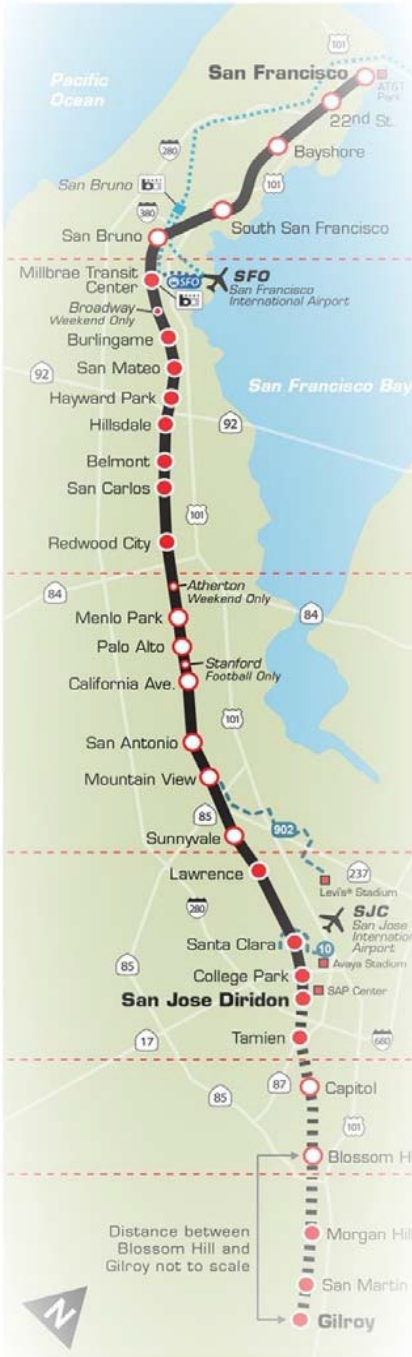 101
Pacific
Ocean
San Francisco
AT&T
Park
22nd St.
280
Bayshore
San Bruno
101
380
South San Francisco
San Bruno
Millbrae Transit
Center
SFO
SFO
San Francisco
International Airport
Broadway
Weekend Only
Burlingame
San Mateo
92
San Francisco Bay
Hayward Park
Hillsdale
92
Belmont
San Carlos
101
Redwood City
Atherton
Weekend Only
84
84
Menlo Park
Palo Alto
Stanford
Football Only
California Ave.
101
San Antonio
Mountain View
85
902
Sunnyvale
Lawrence
237
Levi's® Stadium
280
SJC
San Jose
Internatio
Airport
Santa Clara
10
Avaya Stadium
85
College Park
SAP Center
San Jose Diridon
Tamien
17
680
87
Capitol
85
101
Blossom H
Distance between
Blossom Hill and
Gilroy not to scale
Morgan Hil
San Martin
Gilroy
N